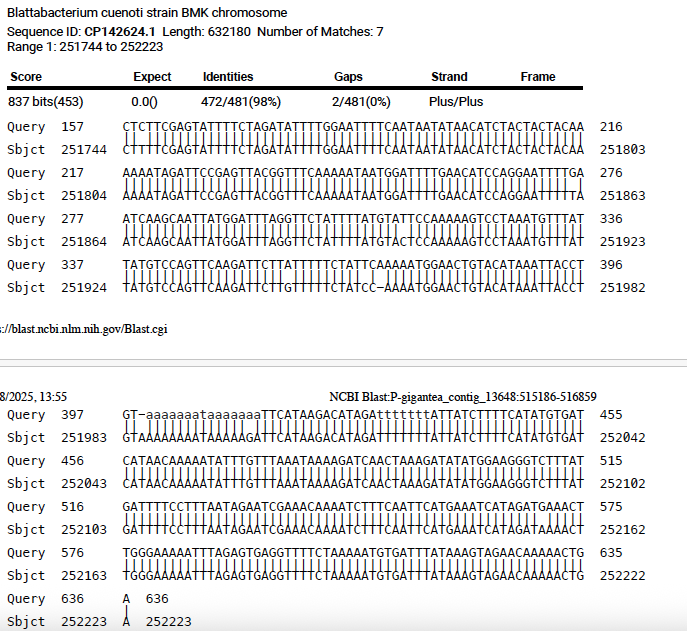 Blattabacterium cuenoti strain BMK chromosome
Sequence ID: CP142624.1 Length: 632180 Number of Matches: 7
Range 1: 251744 to 252223
Score Expect Identities Gaps Strand Frame
837 bits(453) 0.0() 472/481(98%) 2/481(0%) Plus/Plus
Query 157 CTCTTCGAGTATTTTCTAGATATTTTGGAATTTTCAATAATATAACATCTACTACTACAA 216
Sbjct 251744 CTTTTCGAGTATTTTCTAGATATTTTGGAATTTTCAATAATATAACATCTACTACTACAA 251803
Query 217 AAAATAGATTCCGAGTTACGGTTTCAAAAATAATGGATTTTGAACATCCAGGAATTTTGA 276
Sbjct 251804 AAAATAGATTCCGAGTTACGGTTTCAAAAATAATGGATTTTGAACATCCAGGAATTTTTA 251863
Query 277 ATCAAGCAATTATGGATTTAGGTTCTATTTTATGTATTCCAAAAAGTCCTAAATGTTTAT 336
Sbjct 251864 ATCAAGCAATTATGGATTTAGGTTCTATTTTATGTACTCCAAAAAGTCCTAAATGTTTAT 251923
Query 337 TATGTCCAGTTCAAGATTCTTATTTTTCTATTCAAAAATGGAACTGTACATAAATTACCT 396
Sbjct 251924 TATGTCCAGTTCAAGATTCTTGTTTTTCTATCC-AAAATGGAACTGTACATAAATTACCT 251982
s://blast.ncbi.nlm.nih.gov/Blast.cgi
8/2025, 13:55 NCBI Blast:P-gigantea_contig_13648:515186-516859
Query 397 GT-aaaaaaataaaaaaaTTCATAAGACATAGAtttttttATTATCTTTTCATATGTGAT 455
Sbjct 251983 GTAAAAAAAATAAAAAGATTCATAAGACATAGATTTTTTTATTATCTTTTCATATGTGAT 252042
Query 456 CATAACAAAAATATTTGTTTAAATAAAAGATCAACTAAAGATATATGGAAGGGTCTTTAT 515
Sbjct 252043 CATAACAAAAATATTTGTTTAAATAAAAGATCAACTAAAGATATATGGAAGGGTCTTTAT 252102
Query 516 GATTTTCCTTTAATAGAATCGAAACAAAATCTTTCAATTCATGAAATCATAGATGAAACT 575
Sbjct 252103 GATTTTCCTTTAATAGAATCGAAACAAAATCTTTCAATTCATGAAATCATAGATAAAACT 252162
Query 576 TGGGAAAAATTTAGAGTGAGGTTTTCTAAAAATGTGATTTATAAAGTAGAACAAAAACTG 635
Sbjct 252163 TGGGAAAAATTTAGAGTGAGGTTTTCTAAAAATGTGATTTATAAAGTAGAACAAAAACTG 252222
Query 636 A 636
Sbjct 252223 A 252223